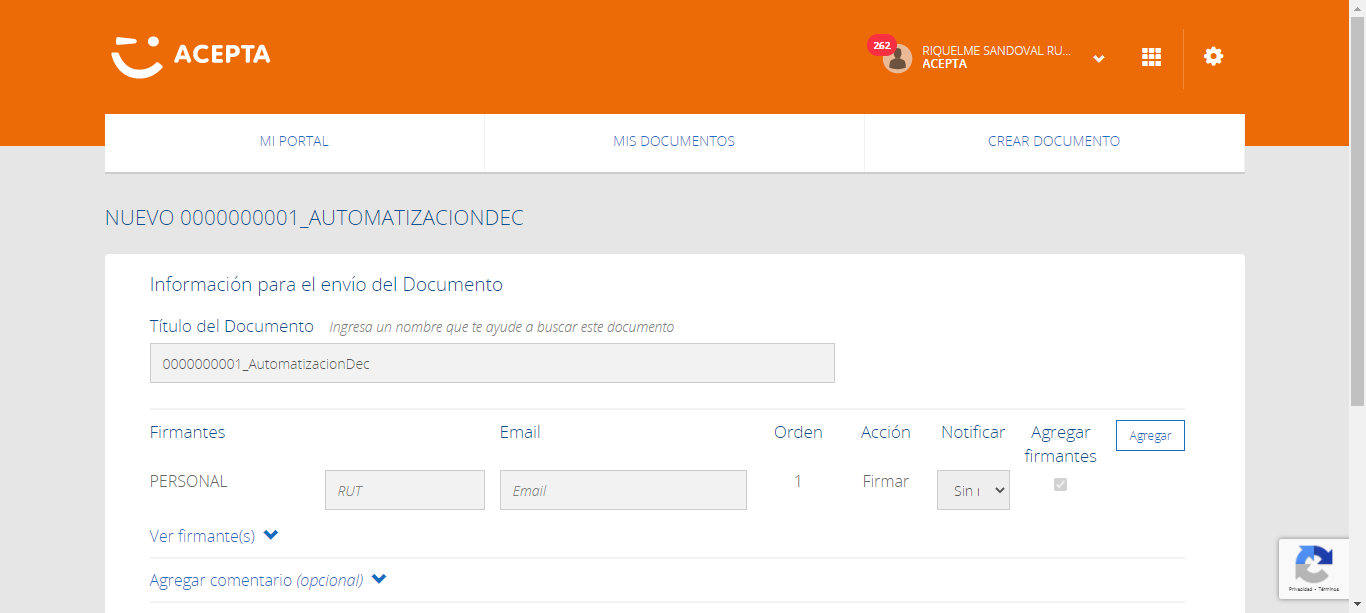 ACEPTA
262
RIQUELME SANDOVAL RU...
ACEPTA
MI PORTAL
MIS DOCUMENTOS
CREAR DOCUMENTO
NUEVO 0000000001_AUTOMATIZACIONDEC
Información para el envío del Documento
Título del Documento Ingresa un nombre que te ayude a buscar este documento
0000000001_AutomatizacionDec
Firmantes Email Orden Acción Notificar Agregar firmantes Agregar
PERSONAL RUT Email 1 Firmar Sin
Ver firmante(s)
Agregar comentario (opcional)
Privacidad - Términos